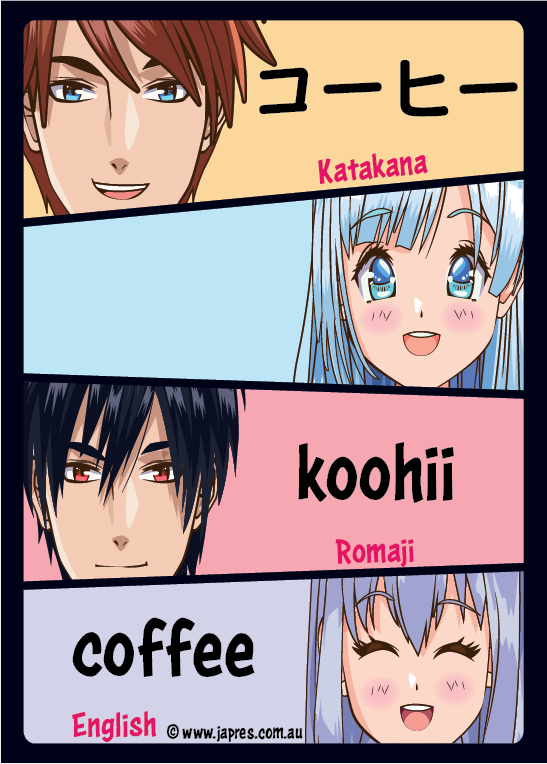 コーヒー
Katakana
koohii
Romaji
coffee
English © www.japres.com.au